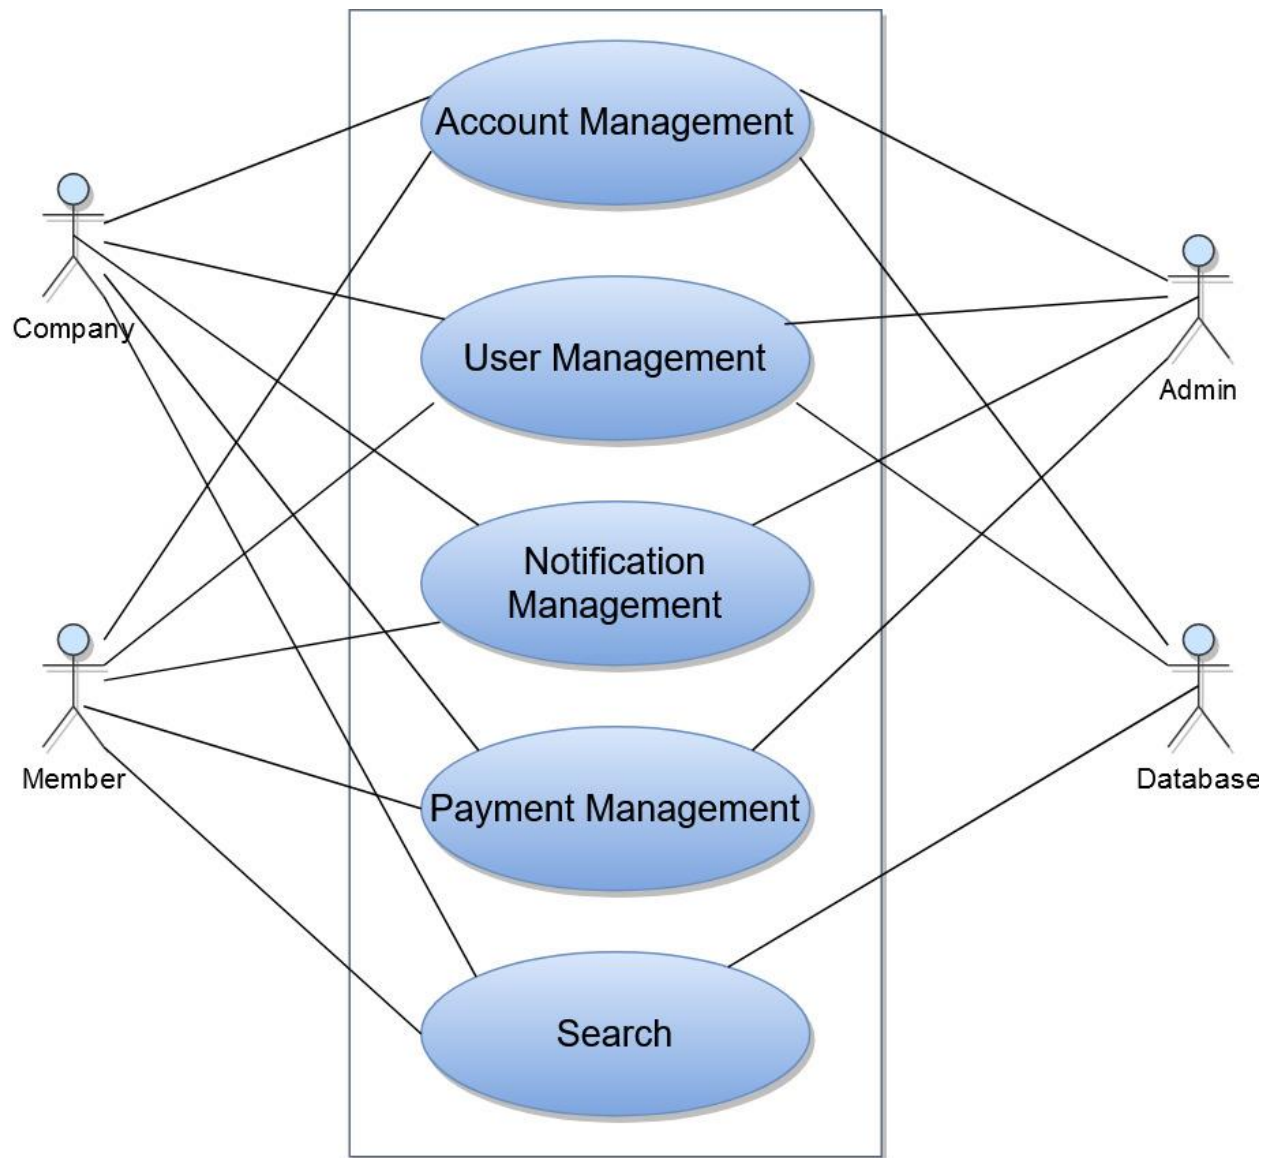 Account Management
Company
User Management
Admin
Notification
Management
Member
Database
Payment Management
Search